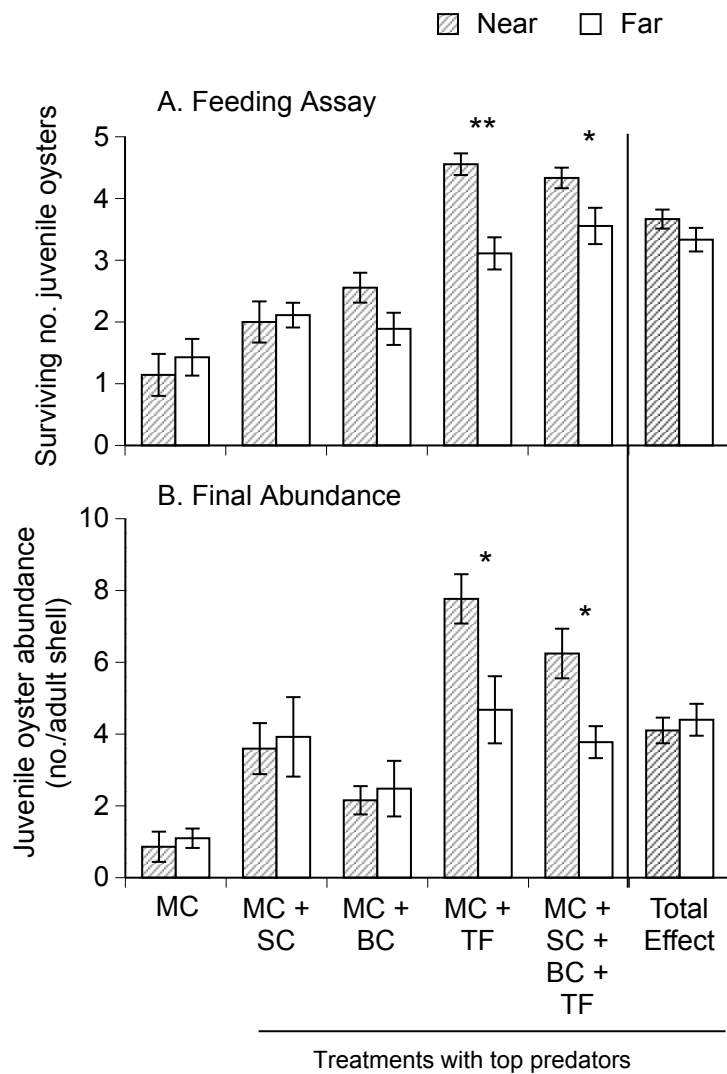 Near Far
A. Feeding Assay
Surviving no. juvenile oysters
5
4
3
2
1
0
**
*
B. Final Abundance
Juvenile oyster abundance
(no./adult shell)
10
8
6
4
2
0
*
*
MC MC + MC + MC + MC + Total
SC BC TF SC + Effect
BC +
TF
Treatments with top predators